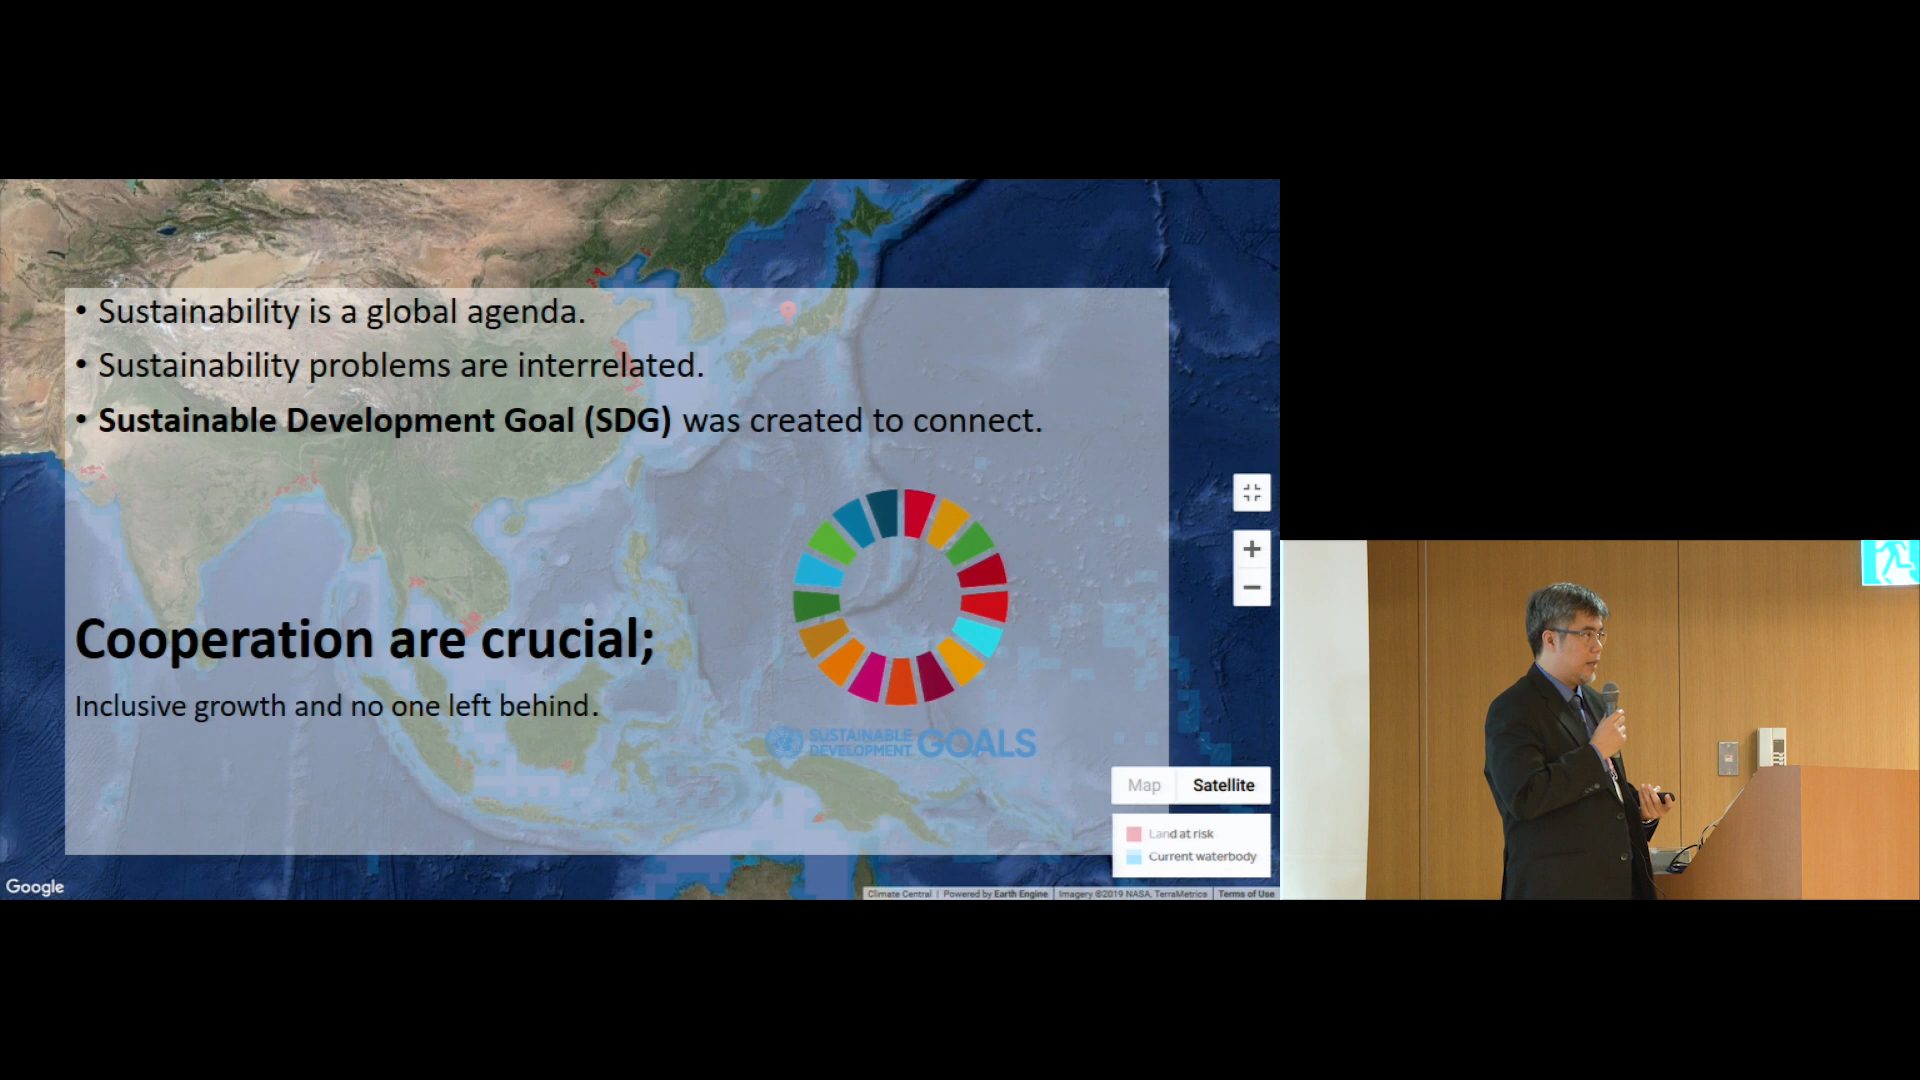 • Sustainability is a global agenda.
• Sustainability problems are interrelated.
• Sustainable Development Goal (SDG) was created to connect.
Cooperation are crucial;
Inclusive growth and no one left behind.
SUSTAINABLE
DEVELOPMENT GOALS
Map Satellite
Land at risk
Current waterbody
Google
Climate Central | Powered by Earth Engine | Imagery ©2019 NASA, TerraMetrics | Terms of Use